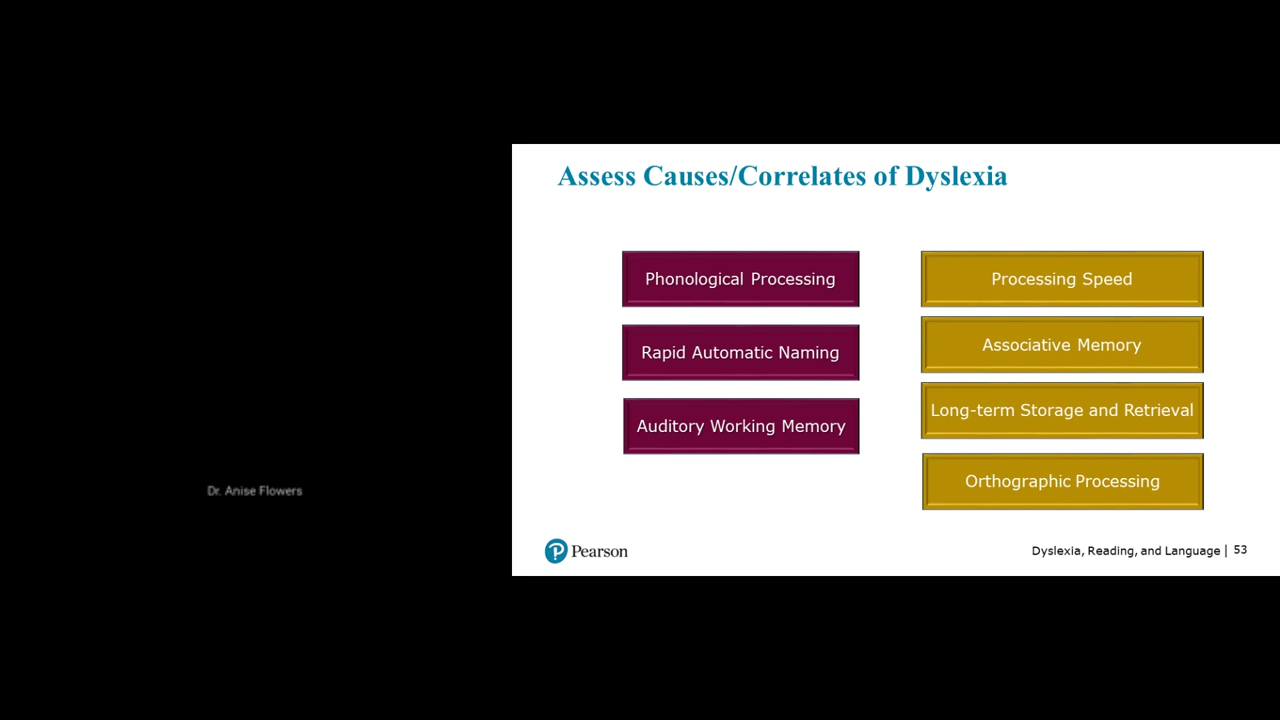 Assess Causes/Correlates of Dyslexia
Phonological Processing
Rapid Automatic Naming
Auditory Working Memory
Processing Speed
Associative Memory
Long-term Storage and Retrieval
Orthographic Processing
Dr. Anise Flowers
Pearson
Dyslexia, Reading, and Language | 53